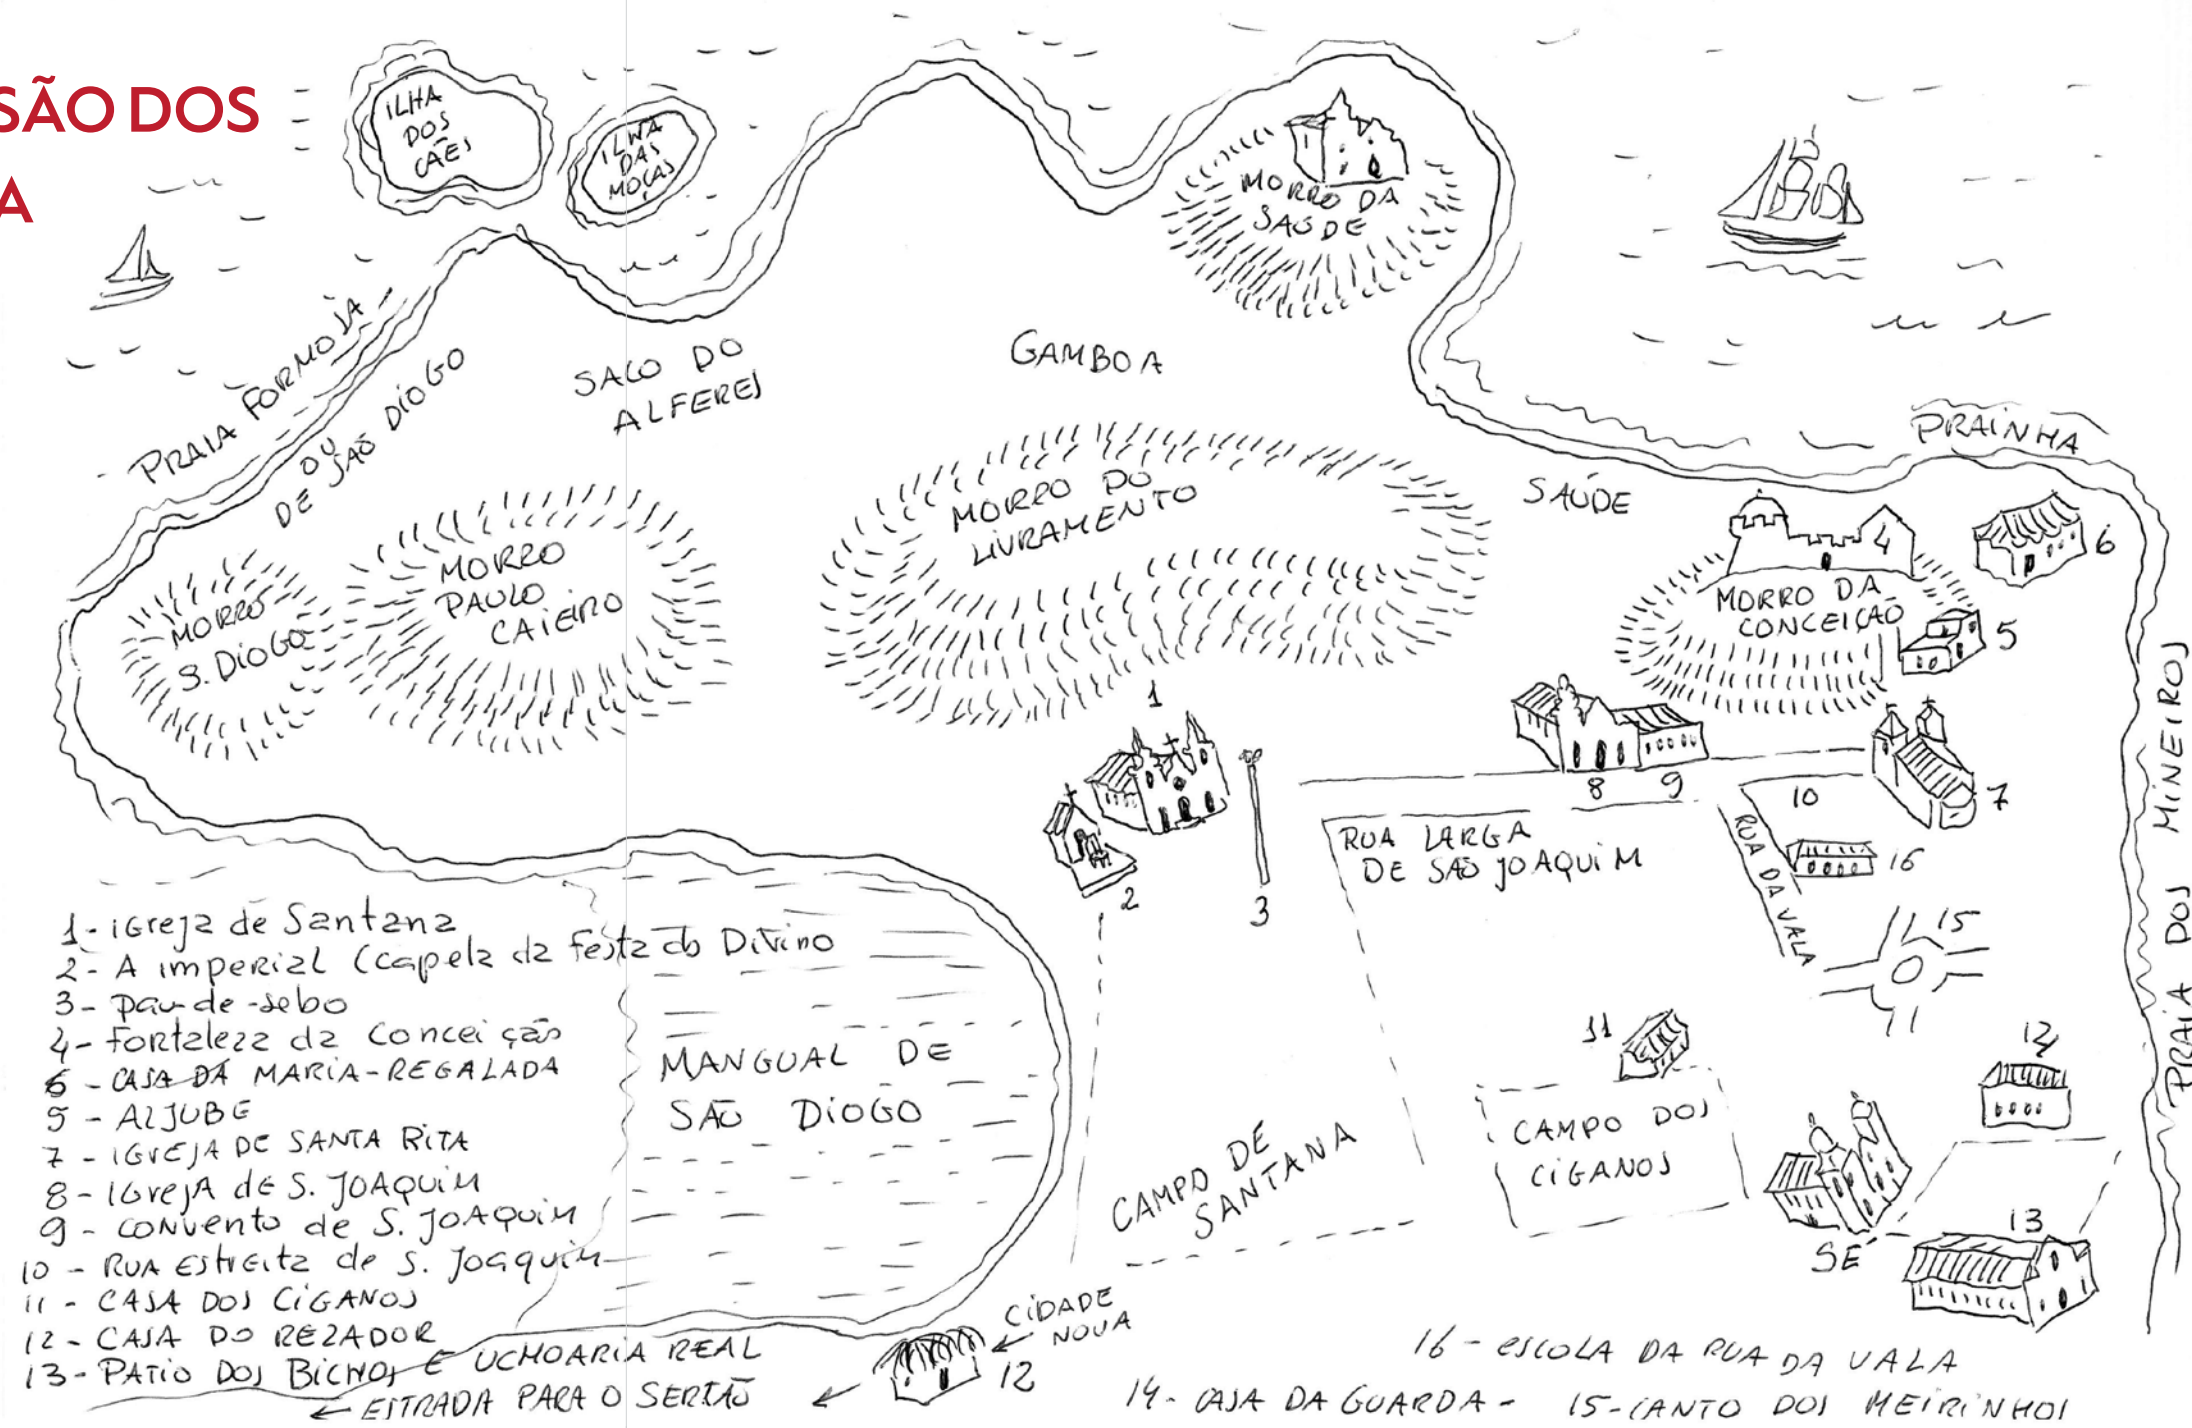 SÃO DOS
A
ILHA
DOS
CÃES
ILHA
DAS
MOÇAS
MORRO DA
SAÚDE
PRAIA FORMOSA
OU
DE SÃO DIOGO
SACO DO
ALFERES
GAMBOA
PRAINHA
SAÚDE
MORRO
S. DIOGO
MORRO
PAULO
CAIEIRO
MORRO DO
LIVRAMENTO
4
6
MORRO DA
CONCEIÇÃO
5
PRAIA DOS MINEIROS
1
2
3
8
9
7
10
RUA LARGA
DE SÃO JOAQUIM
RUA DA VALA
16
15
11
CAMPO DOS
CIGANOS
14
SÉ
13
CAMPO DE
SANTANA
MANGUAL DE
SÃO DIOGO
CIDADE
NOVA
12
1- igreja de Santana
2- A imperial (capela da festa do Divino
3- pau-de-sebo
4- Fortaleza da Conceição
6 - CASA DA MARIA-REGALADA
5 - ALJUBE
7 - IGREJA DE SANTA RITA
8- IGREJA dE S. JOAQUIM
9- CONVENTO de S. JOAQUIM
10 - RUA EStreita de S. Joaquim
11 - CASA DOS CIGANOS
12 - CASA DO REZADOR
13- PATIO DOS BICHOS E UCHOARIA REAL
← ESTRADA PARA O SERTÃO
16 - ESCOLA DA RUA DA VALA
14- CASA DA GUARDA - 15-CANTO DOS MEIRINHOS